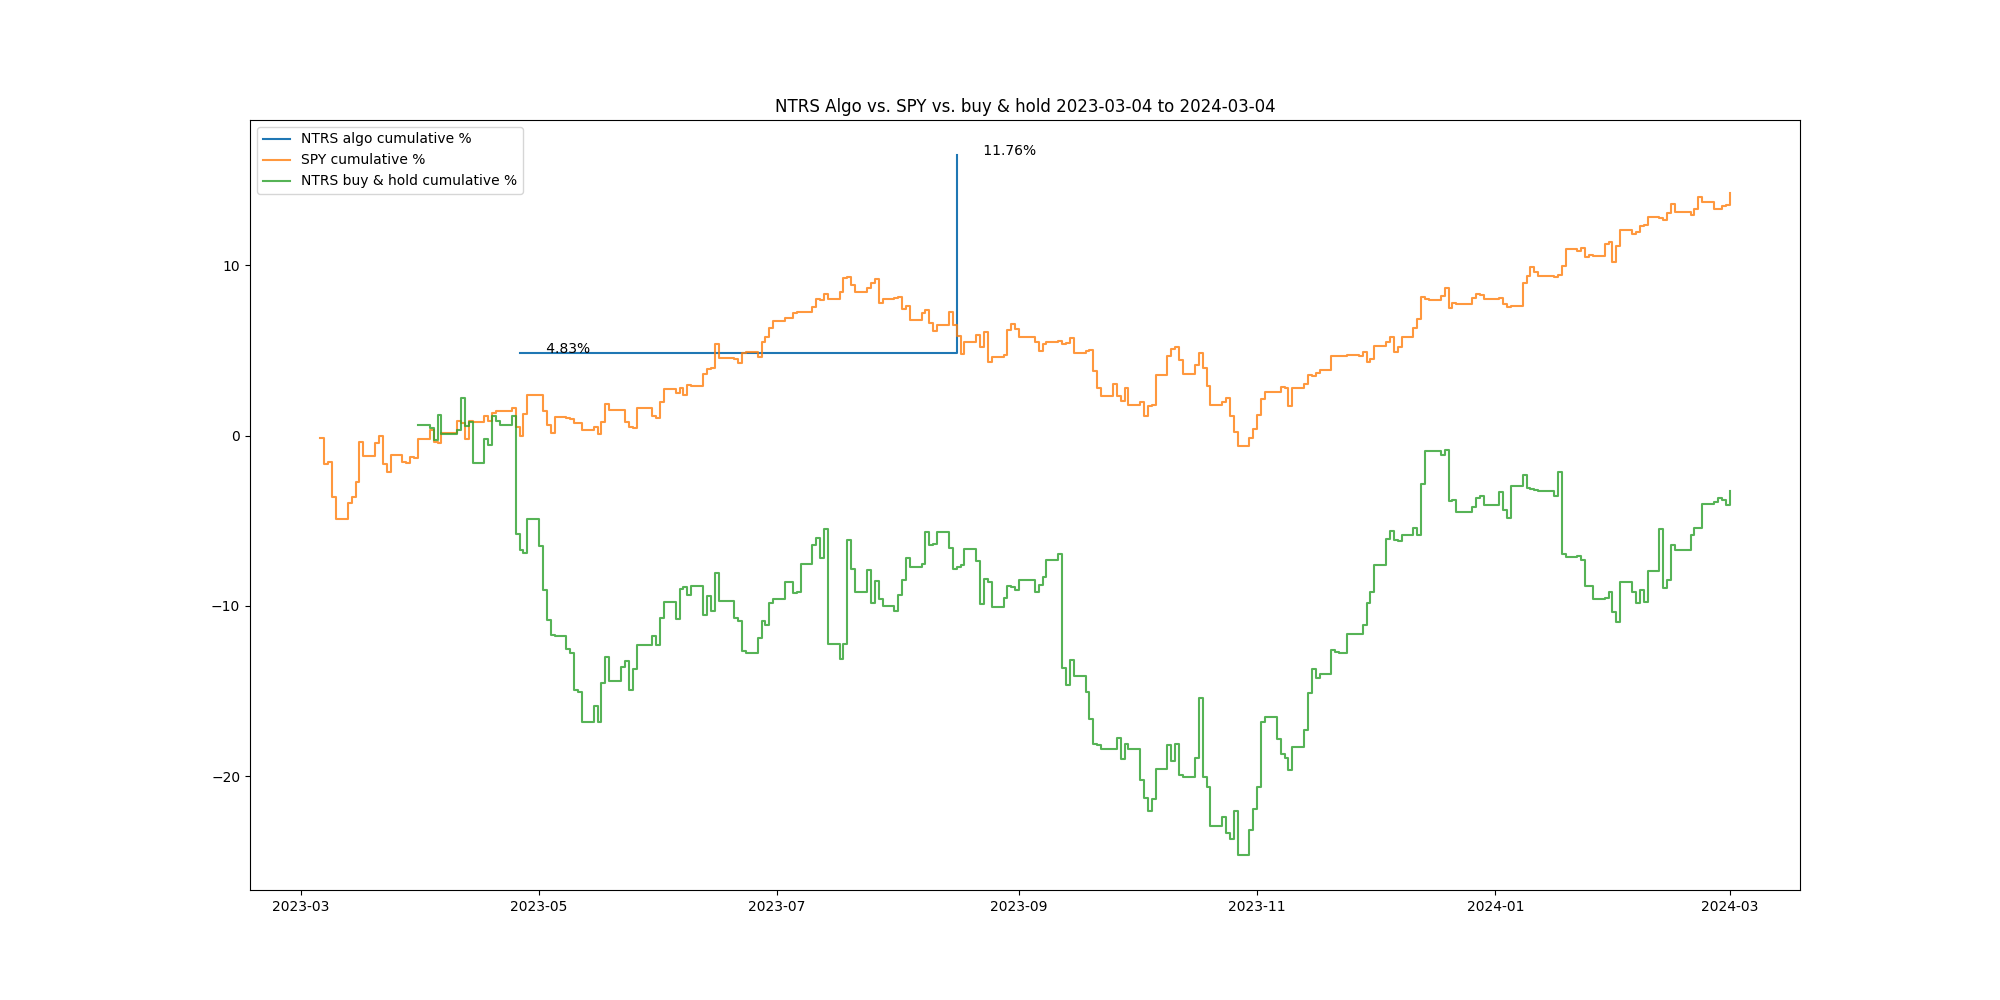 NTRS Algo vs. SPY vs. buy & hold 2023-03-04 to 2024-03-04
NTRS algo cumulative %
SPY cumulative %
NTRS buy & hold cumulative %
11.76%
4.83%
10
0
−10
−20
2023-03 2023-05 2023-07 2023-09 2023-11 2024-01 2024-03